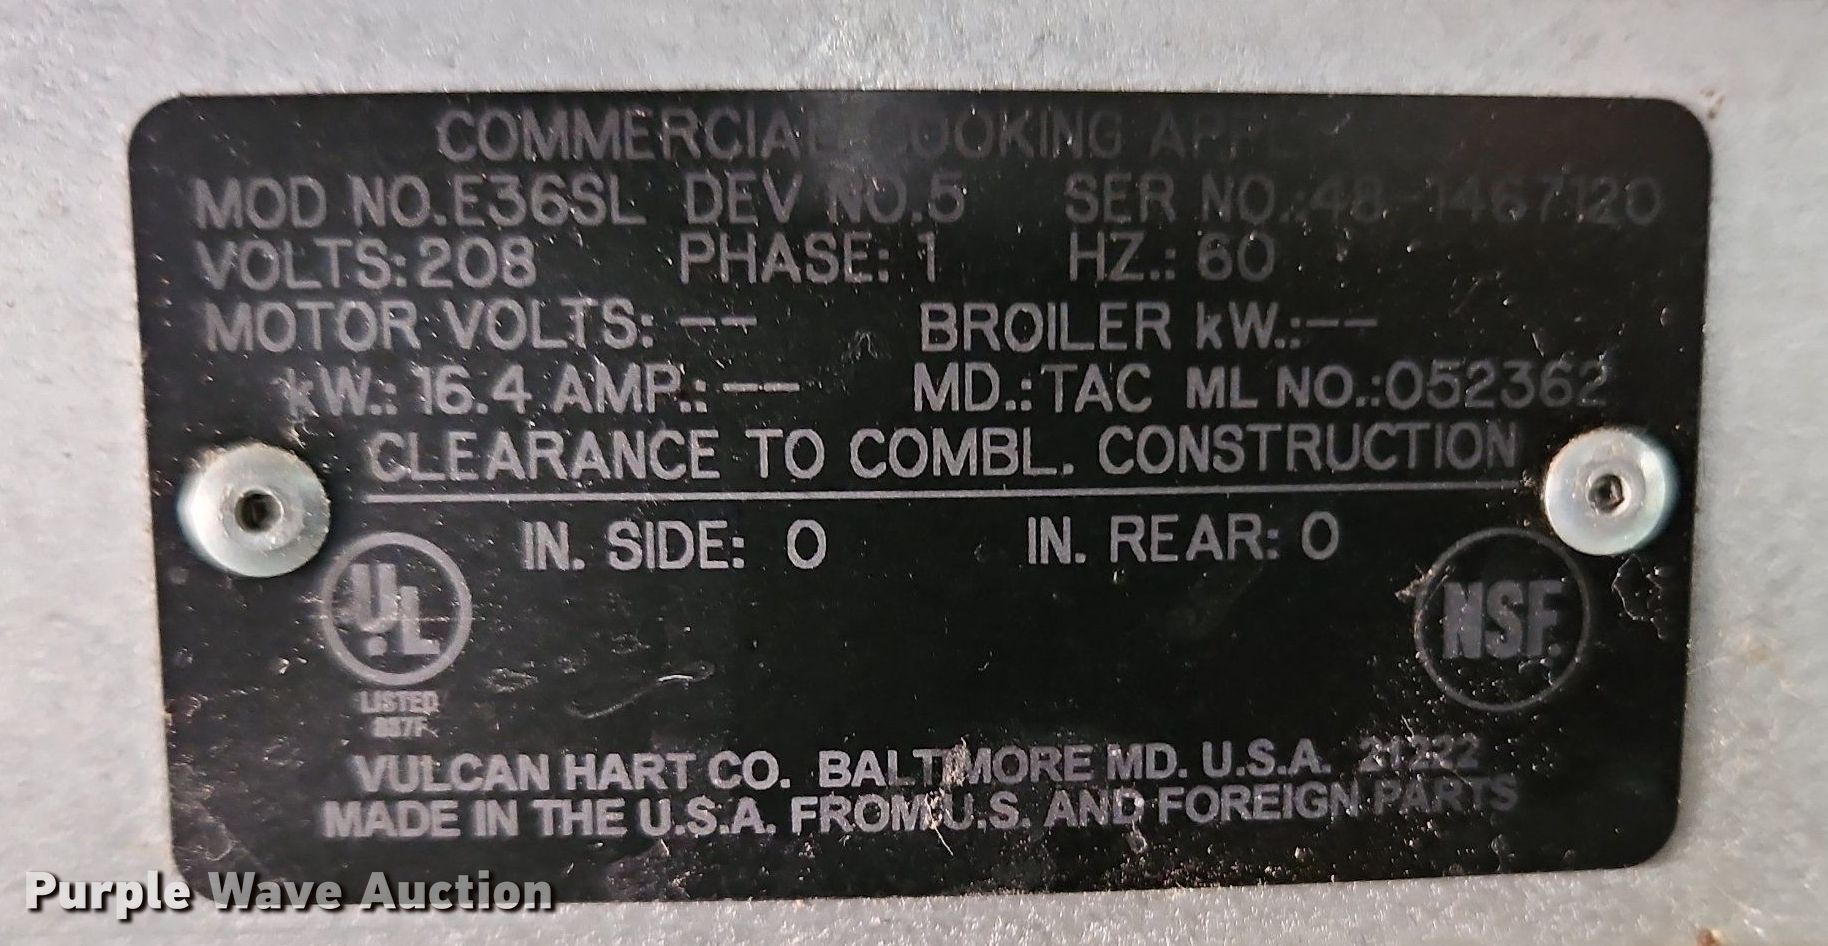 COMMERCIAL COOKING
MOD NO.E36SL DEV NO.5 SER NO.:48-1467120
VOLTS:208 PHASE: 1 HZ.: 60
MOTOR VOLTS: -- BROILER kW.:--
kW.: 16.4 AMP.: -- MD.:TAC ML NO.:052362
CLEARANCE TO COMBL. CONSTRUCTION
IN. SIDE: 0 IN. REAR: 0
UL
NSF.
LISTED
VULCAN HART CO. BALTIMORE MD. U.S.A. 21222
MADE IN THE U.S.A. FROM U.S. AND FOREIGN PARTS
Purple Wave Auction